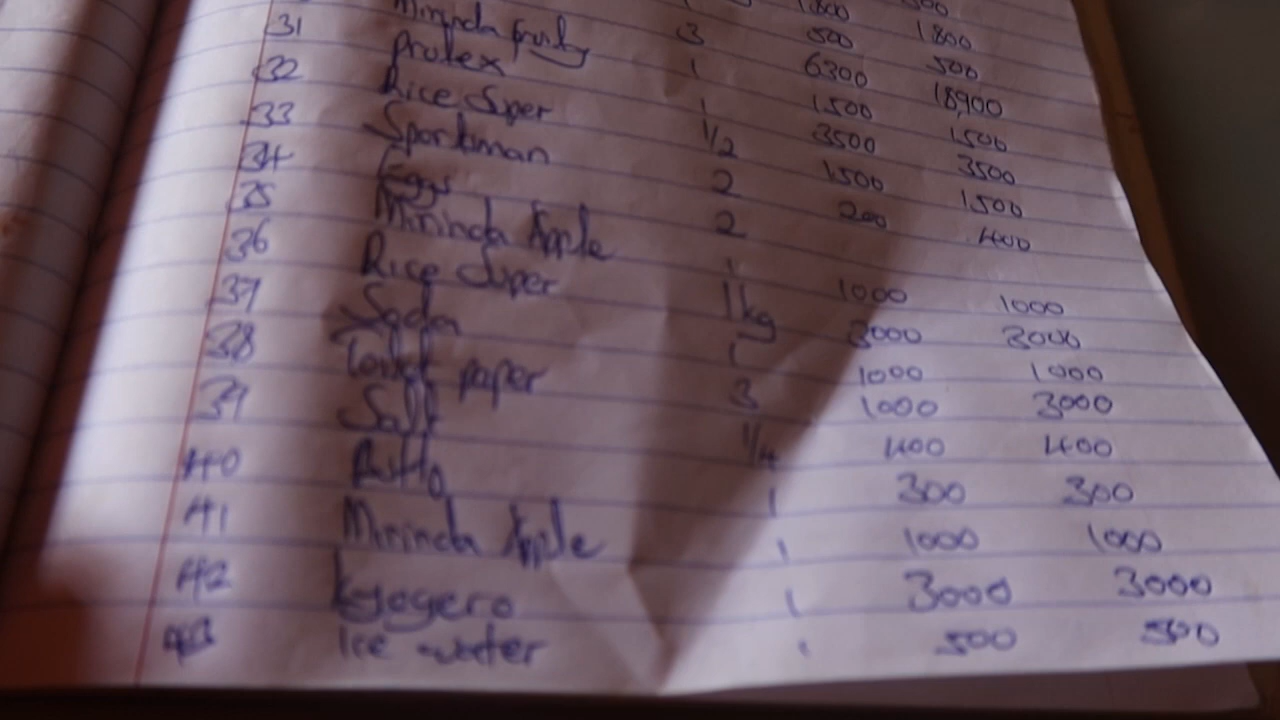 1800 1800
3 500 500
31 Mirinda fruity 1 6300 18900
32 Protex 1 1500 1500
Rice Super 1/2 3500 3500
33 Sportsman 2 1500 1500
34 Eggs 2 200 400
35 Mirinda Apple 1 1000 1000
36 Rice Super 1kg 3000 3000
37 Soda 1 1000 1000
38 Toilet paper 3 1000 3000
39 Salt 1/4 400 400
40 1 300 300
41 Mirinda Apple 1 1000 1000
42 kyogero 1 3000 3000
43 Ice water 1 500 500